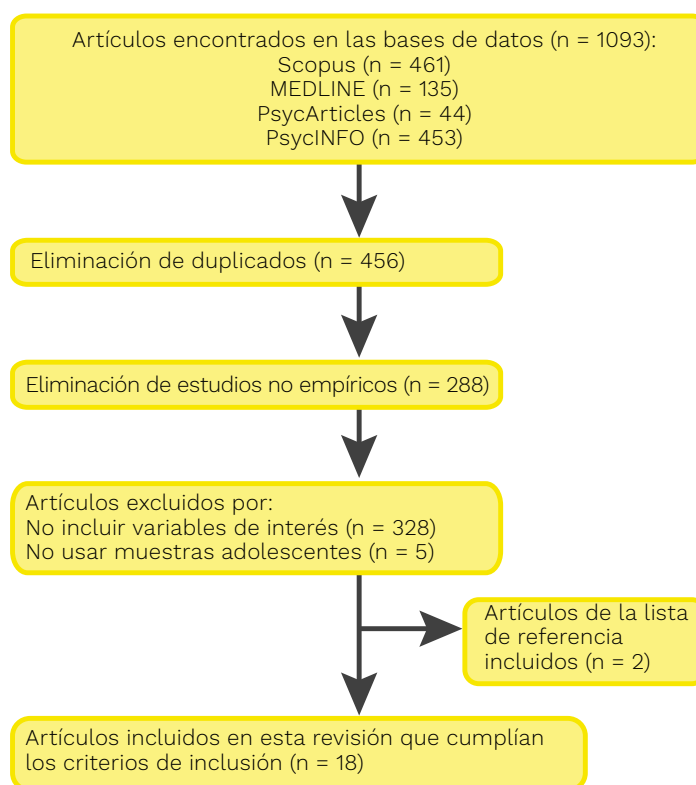 Artículos encontrados en las bases de datos (n = 1093):
Scopus (n = 461)
MEDLINE (n = 135)
PsycArticles (n = 44)
PsycINFO (n = 453)
Eliminación de duplicados (n = 456)
Eliminación de estudios no empíricos (n = 288)
Artículos excluidos por:
No incluir variables de interés (n = 328)
No usar muestras adolescentes (n = 5)
Artículos de la lista
de referencia
incluidos (n = 2)
Artículos incluidos en esta revisión que cumplían
los criterios de inclusión (n = 18)